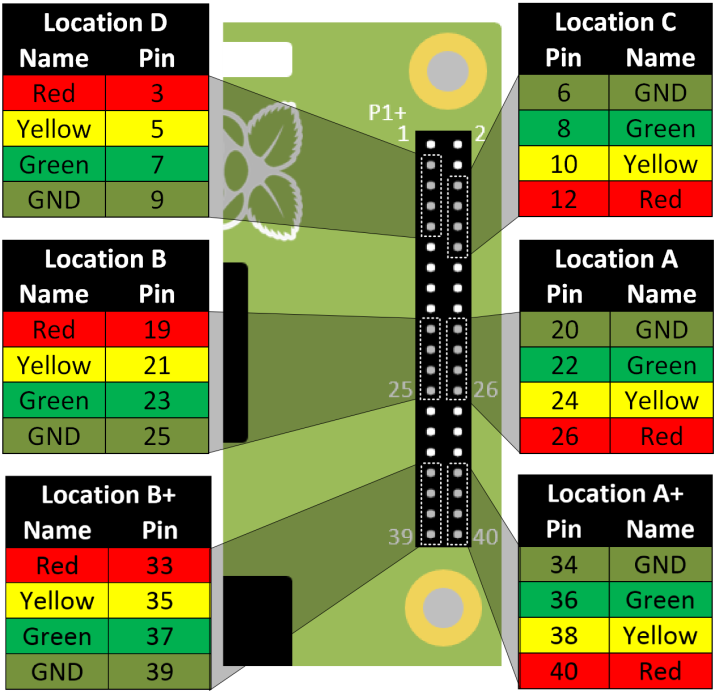 Location D
Name Pin
Red 3
Yellow 5
Green 7
GND 9
Location C
Pin Name
6 GND
8 Green
10 Yellow
12 Red
P1+
1 2
Location B
Name Pin
Red 19
Yellow 21
Green 23
GND 25
Location A
Pin Name
20 GND
22 Green
24 Yellow
26 Red
25 26
Location B+
Name Pin
Red 33
Yellow 35
Green 37
GND 39
Location A+
Pin Name
34 GND
36 Green
38 Yellow
40 Red
39 40